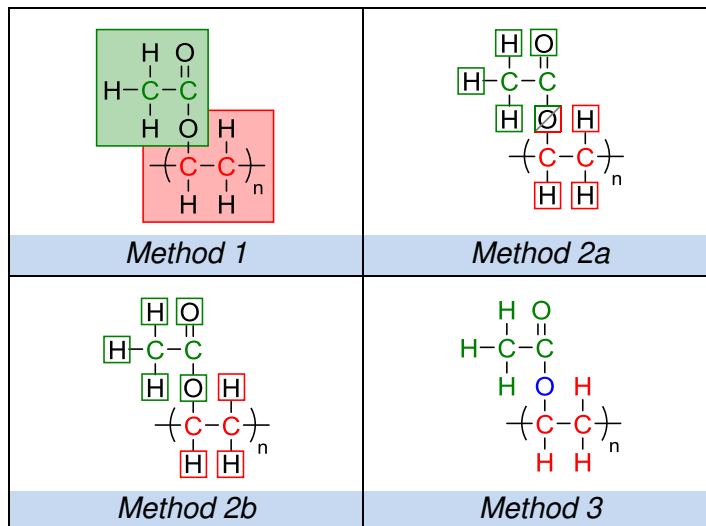 H O
H–C–C
H O H
(C–C)n
H H
Method 1
H O
H–C–C
H O H
(C–C)n
H H
Method 2a
H O
H–C–C
H O H
(C–C)n
H H
Method 2b
H O
H–C–C
H O H
(C–C)n
H H
Method 3